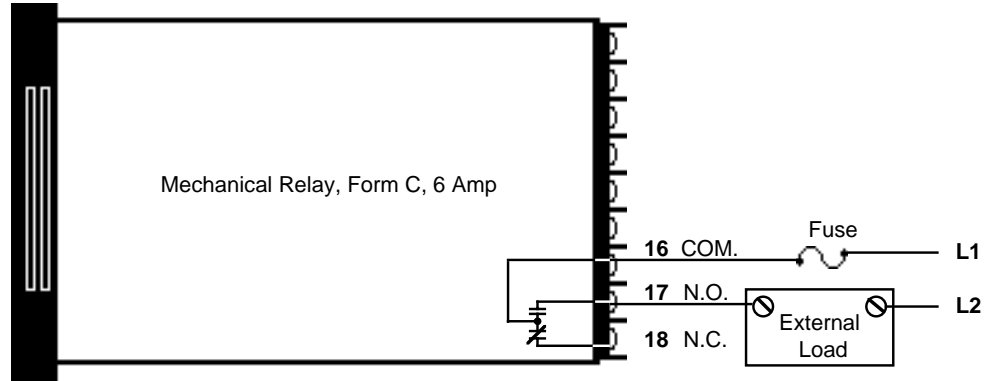 Mechanical Relay, Form C, 6 Amp
Fuse
16 COM.
L1
17 N.O.
L2
External
Load
18 N.C.